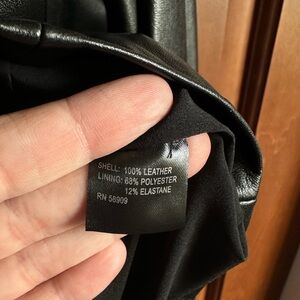 SHELL: 100% LEATHER
LINING: 88% POLYESTER
12% ELASTANE
RN 56909